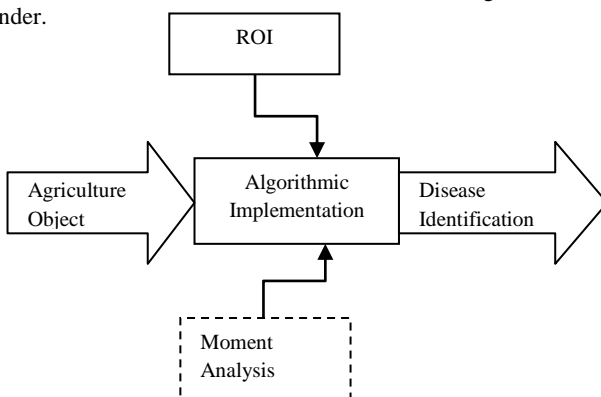 nder.
ROI
Agriculture
Object
Algorithmic
Implementation
Disease
Identification
Moment
Analysis